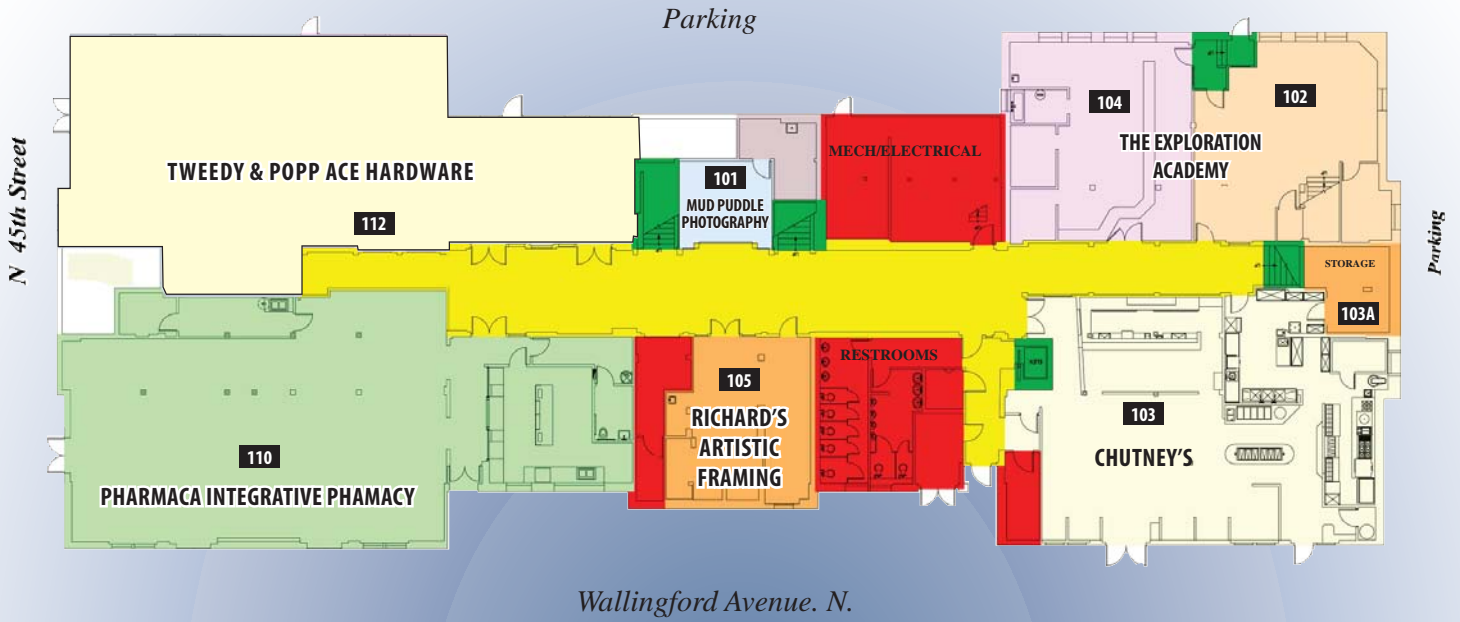 Parking
N 45th Street
TWEEDY & POPP ACE HARDWARE
112
101
MUD PUDDLE
PHOTOGRAPHY
MECH/ELECTRICAL
104
102
THE EXPLORATION
ACADEMY
Parking
STORAGE
103A
110
PHARMACA INTEGRATIVE PHAMACY
105
RICHARD'S
ARTISTIC
FRAMING
RESTROOMS
103
CHUTNEY'S
Wallingford Avenue. N.